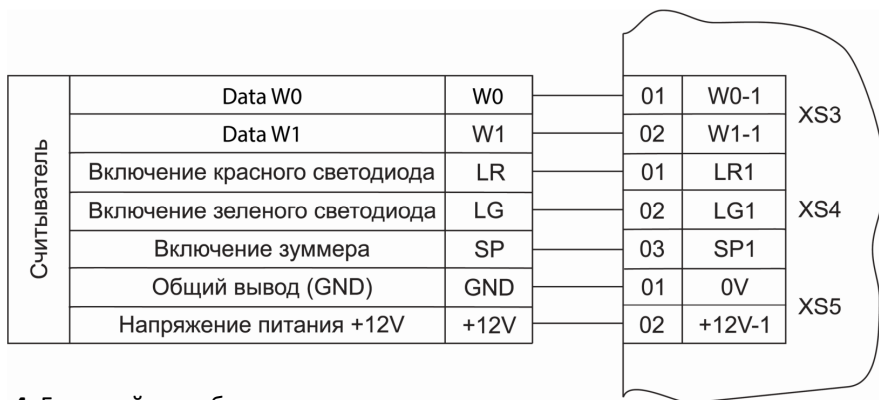 Считыватель
Data W0 W0 01 W0-1
Data W1 W1 02 W1-1
XS3
Включение красного светодиода LR 01 LR1
Включение зеленого светодиода LG 02 LG1 XS4
Включение зуммера SP 03 SP1
Общий вывод (GND) GND 01 0V
Напряжение питания +12V +12V 02 +12V-1
XS5